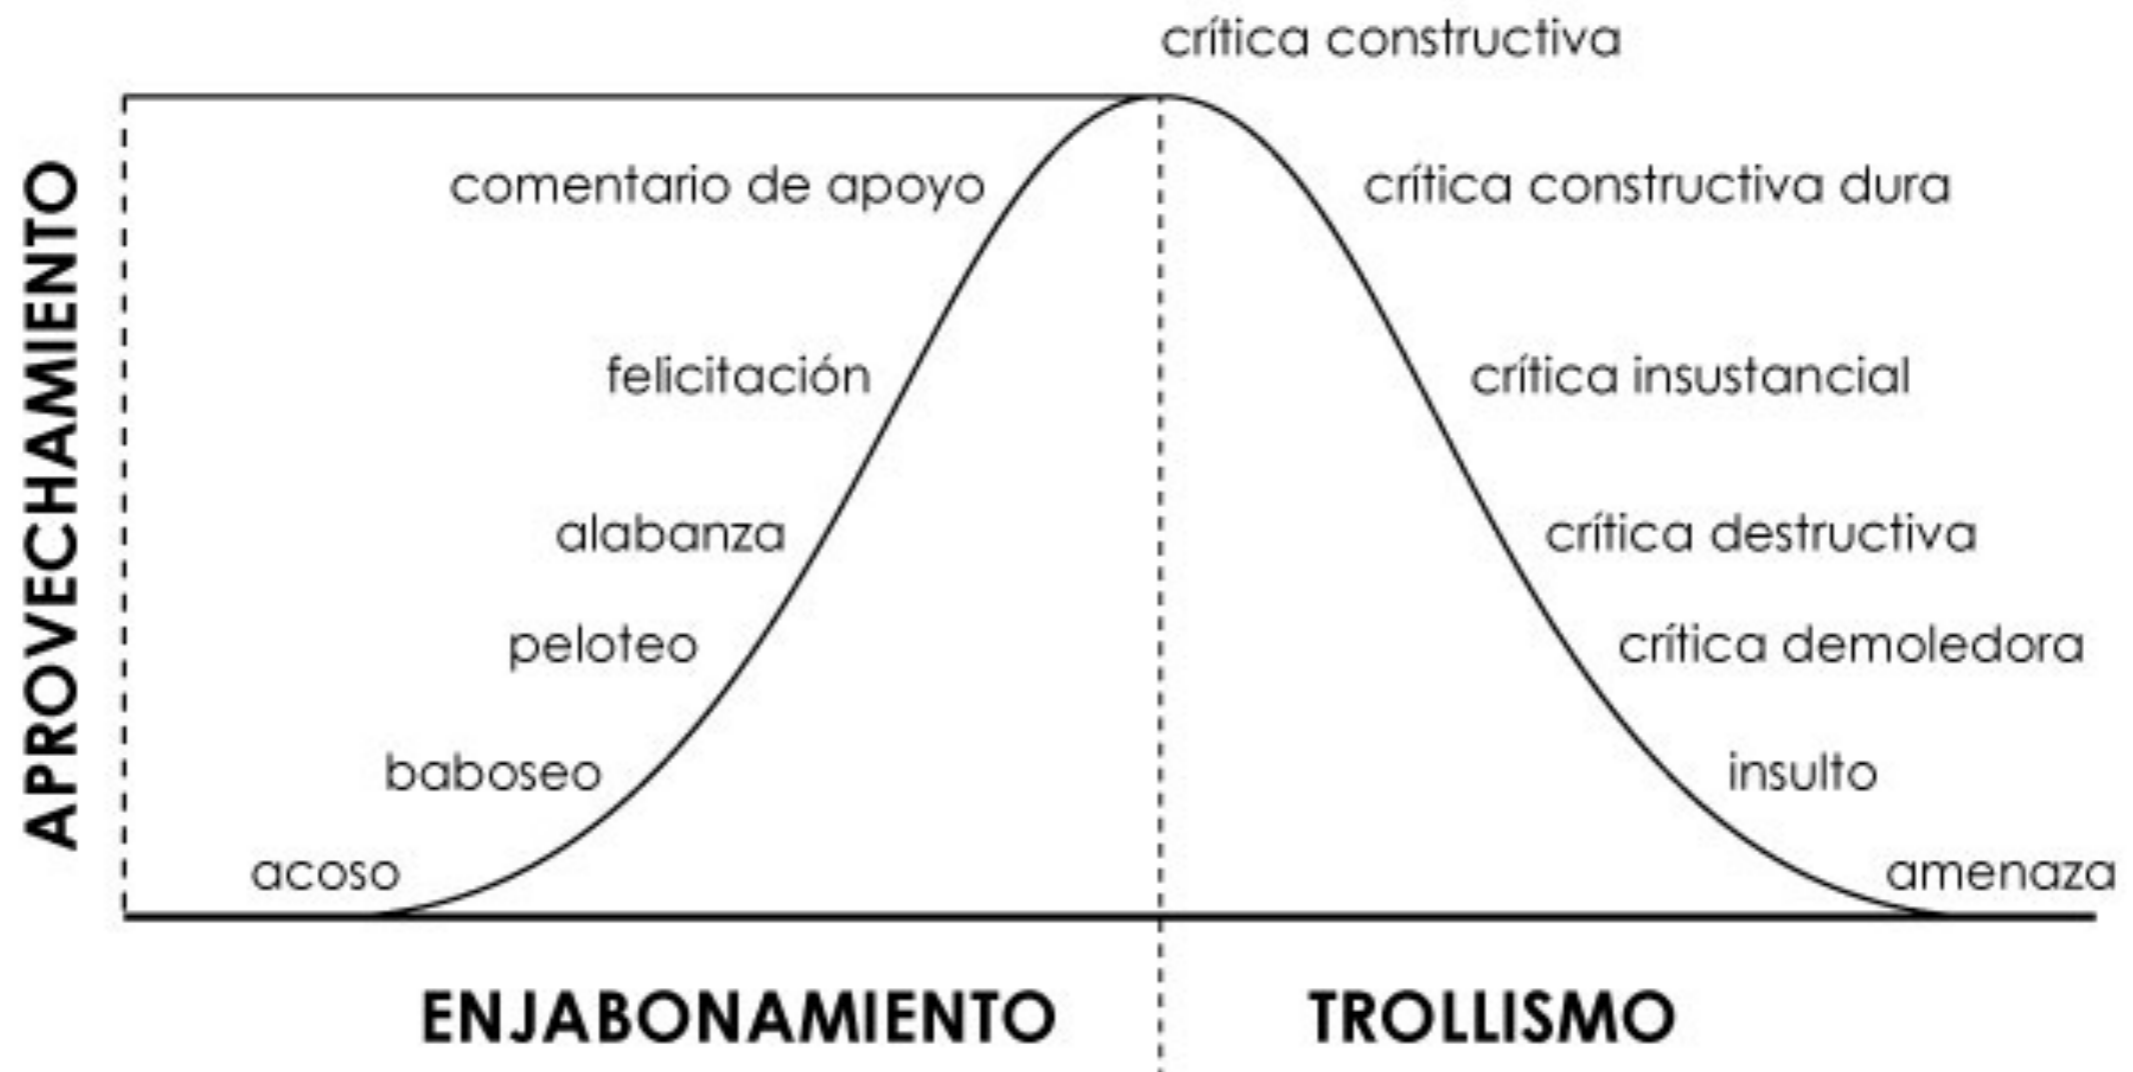 crítica constructiva
comentario de apoyo
crítica constructiva dura
felicitación
crítica insustancial
alabanza
crítica destructiva
peloteo
crítica demoledora
baboseo
insulto
acoso
amenaza
APROVECHAMIENTO
ENJABONAMIENTO
TROLLISMO